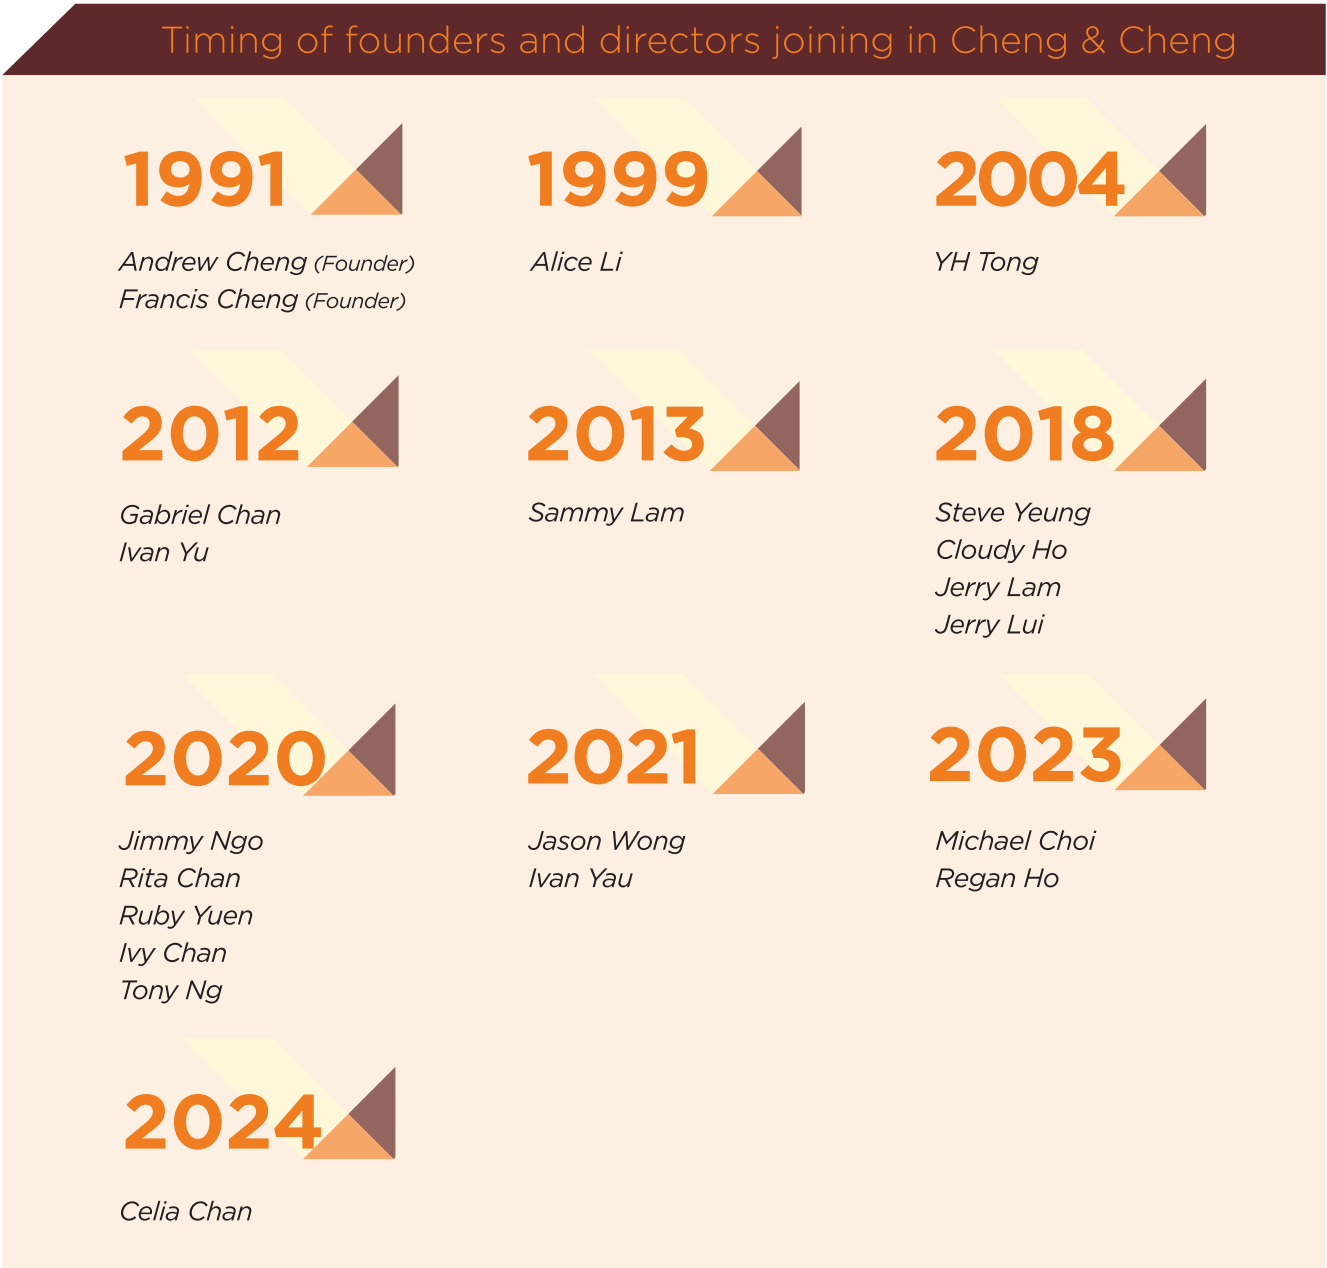 Timing of founders and directors joining in Cheng & Cheng
1991
Andrew Cheng (Founder)
Francis Cheng (Founder)
1999
Alice Li
2004
YH Tong
2012
Gabriel Chan
Ivan Yu
2013
Sammy Lam
2018
Steve Yeung
Cloudy Ho
Jerry Lam
Jerry Lui
2020
Jimmy Ngo
Rita Chan
Ruby Yuen
Ivy Chan
Tony Ng
2021
Jason Wong
Ivan Yau
2023
Michael Choi
Regan Ho
2024
Celia Chan